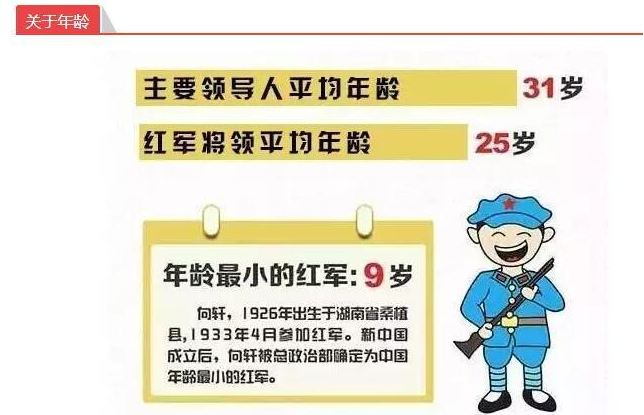 关于年龄
主要领导人平均年龄 31岁
红军将领平均年龄 25岁
年龄最小的红军:9岁
向轩，1926年出生于湖南省桑植
县,1933年4月参加红军。新中国
成立后，向轩被总政治部确定为中国
年龄最小的红军。